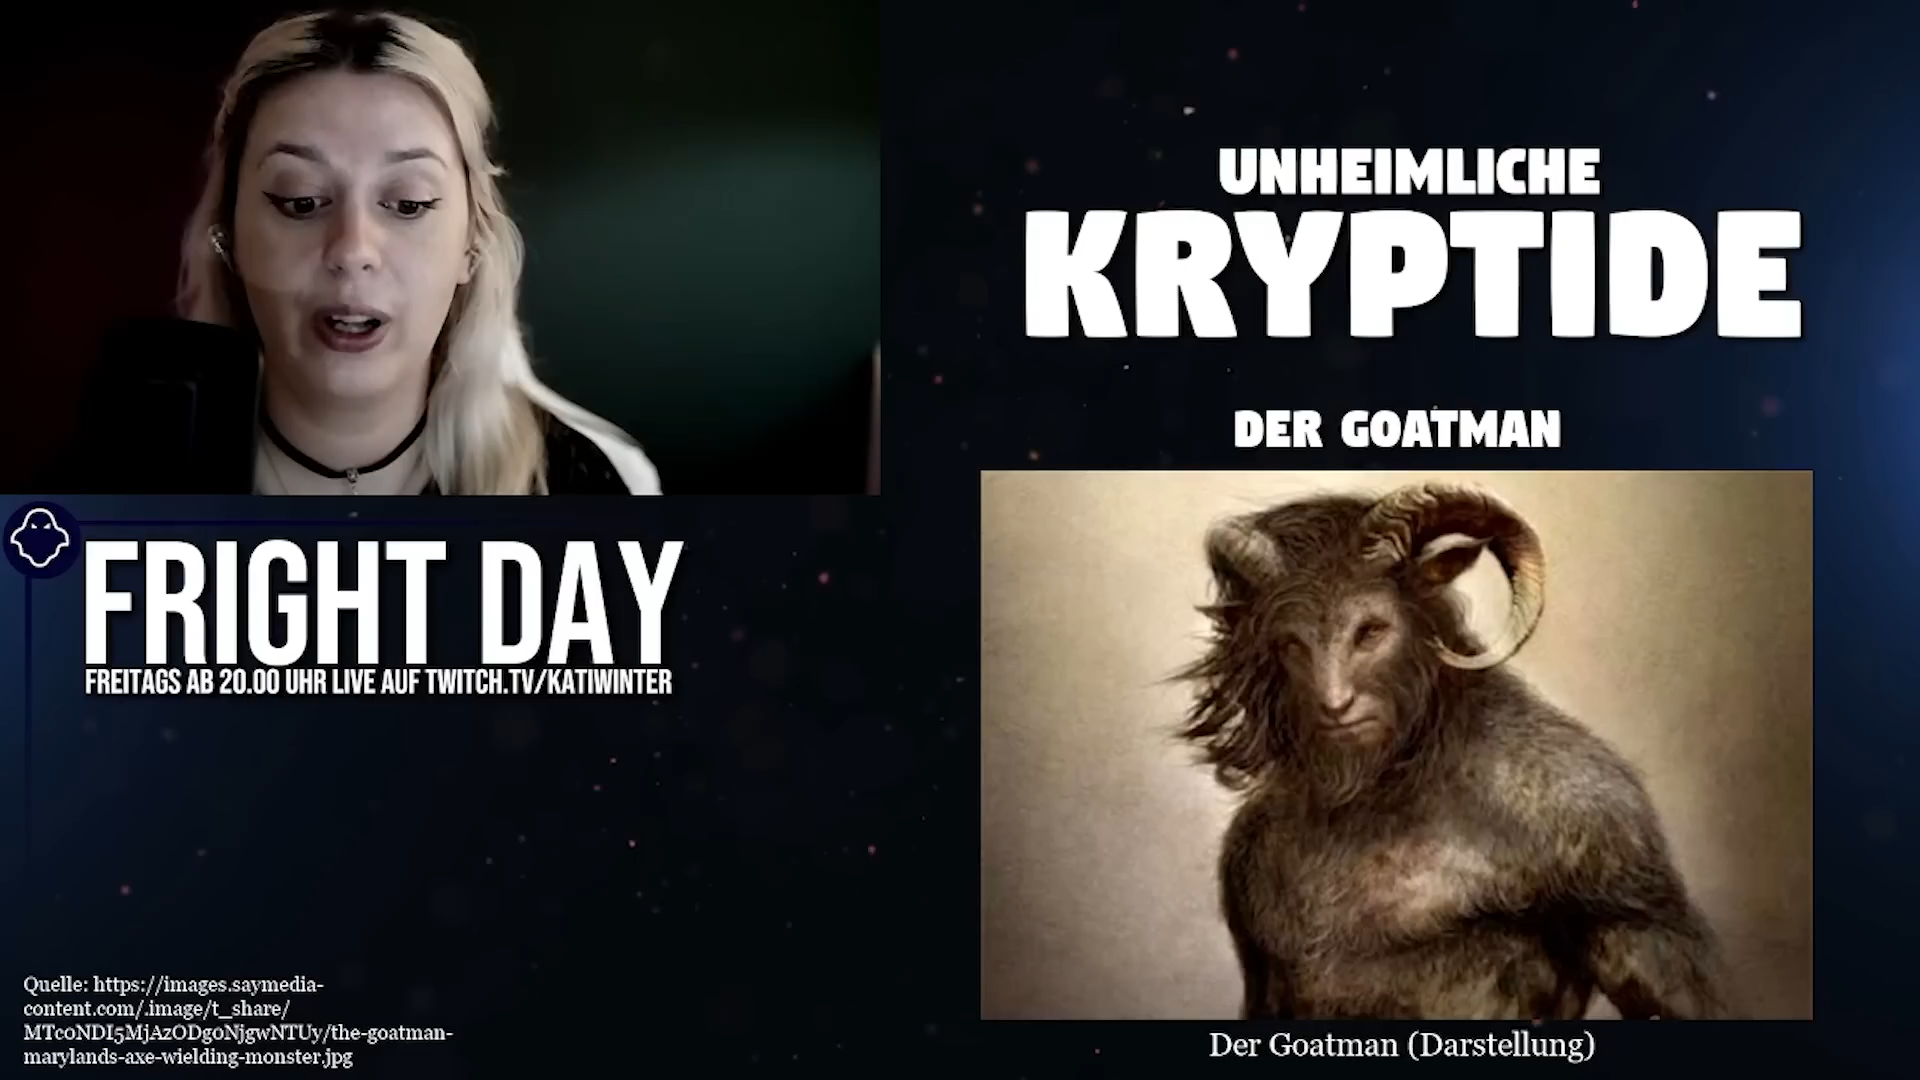 UNHEIMLICHE
KRYPTIDE
DER GOATMAN
FRIGHT DAY
FREITAGS AB 20.00 UHR LIVE AUF TWITCH.TV/KATIWINTER
Quelle: https://images.saymedia-
content.com/.image/t_share/
MTc0NDI5MjAzODg0NjgwNTUy/the-goatman-
marylands-axe-wielding-monster.jpg
Der Goatman (Darstellung)